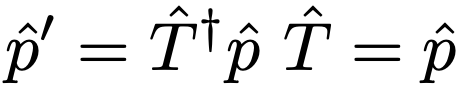 p̂′ = T̂†p̂ T̂ = p̂